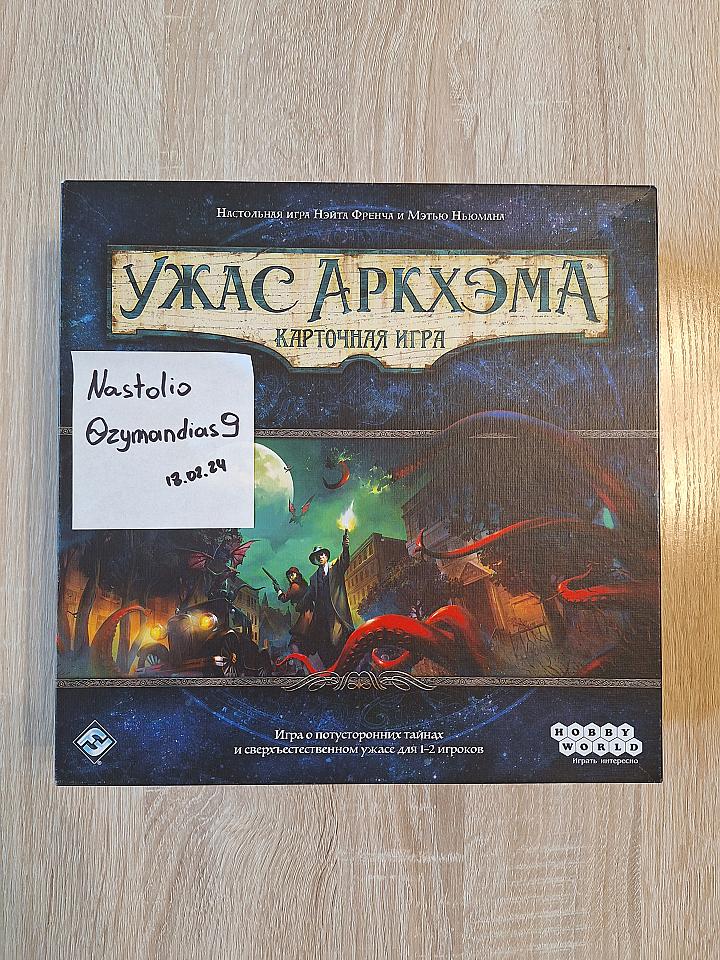 Настольная игра Нэйта Френча и Мэтью Ньюмана
Ужас Аркхэма®
карточная игра
Nastolio
Ozymandias9
18.02.24
Игра о потусторонних тайнах
и сверхъестественном ужасе для 1–2 игроков
HOBBY
WORLD
Играть интересно